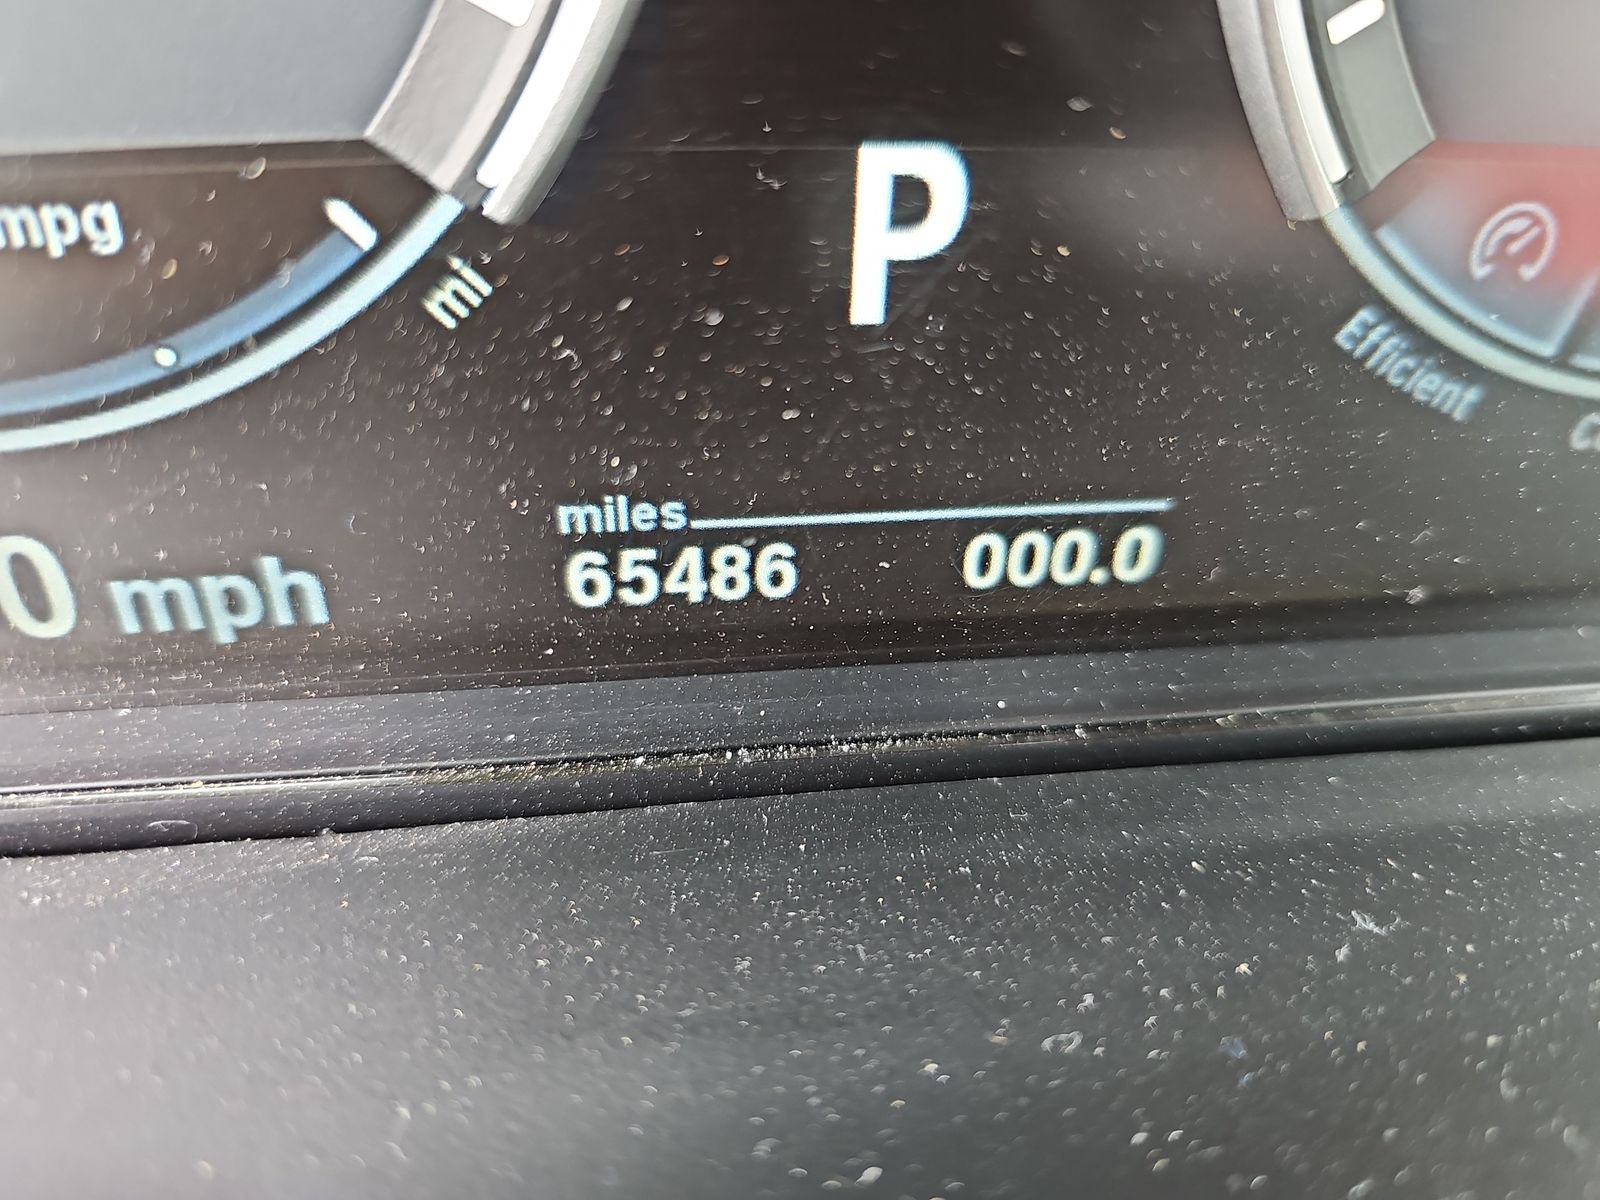 P
mpg
mi
Efficient
miles
65486 000.0
0 mph